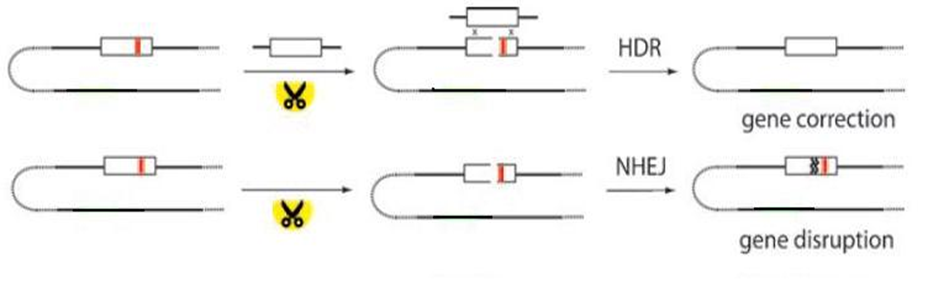 HDR
gene correction
NHEJ
gene disruption